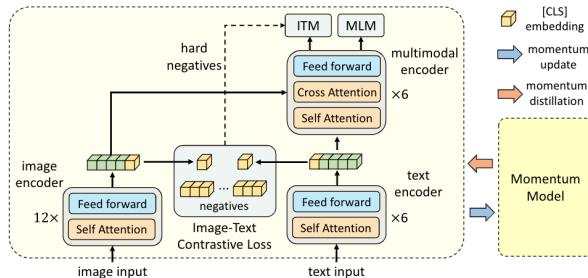 ITM
MLM
hard
negatives
multimodal
encoder
Feed forward
Cross Attention
Self Attention
×6
[CLS]
embedding
momentum
update
momentum
distillation
image
encoder
12×
Feed forward
Self Attention
image input
...
negatives
Image-Text
Contrastive Loss
text
encoder
Feed forward
Self Attention
×6
text input
Momentum
Model